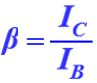 β = I_C / I_B